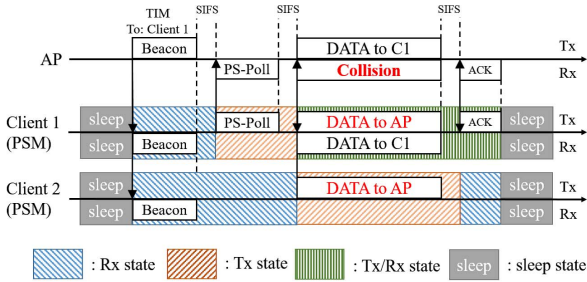 TIM
To: Client 1
SIFS
SIFS
SIFS
AP
Beacon
DATA to C1
Tx
PS-Poll
Collision
ACK
Rx
Client 1
(PSM)
sleep
PS-Poll
DATA to AP
ACK
sleep
Tx
sleep
Beacon
DATA to C1
sleep
Rx
Client 2
(PSM)
sleep
DATA to AP
sleep
Tx
sleep
Beacon
sleep
Rx
: Rx state
: Tx state
: Tx/Rx state
sleep
: sleep state